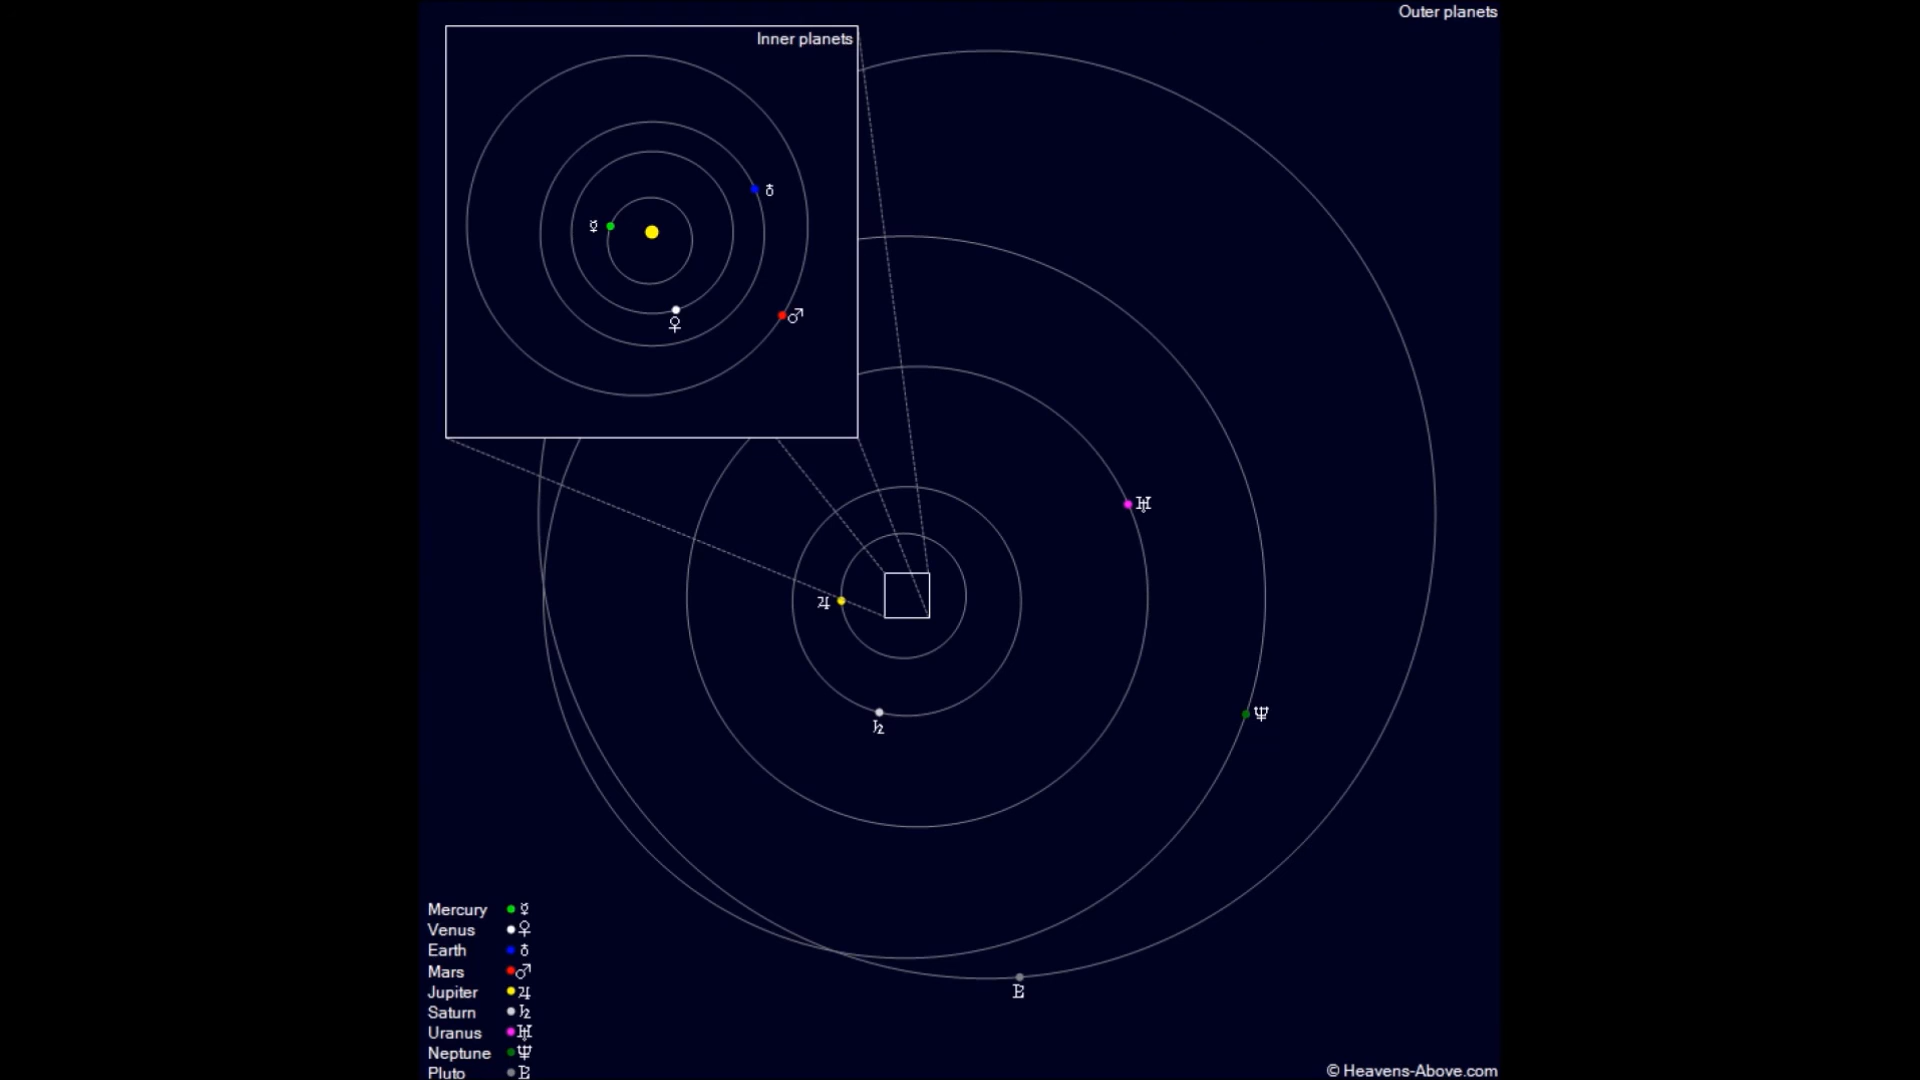 Outer planets
Inner planets
Mercury ☿
Venus ♀
Earth ♁
Mars ♂
Jupiter ♃
Saturn ♄
Uranus ♅
Neptune ♆
Pluto ♇
© Heavens-Above.com